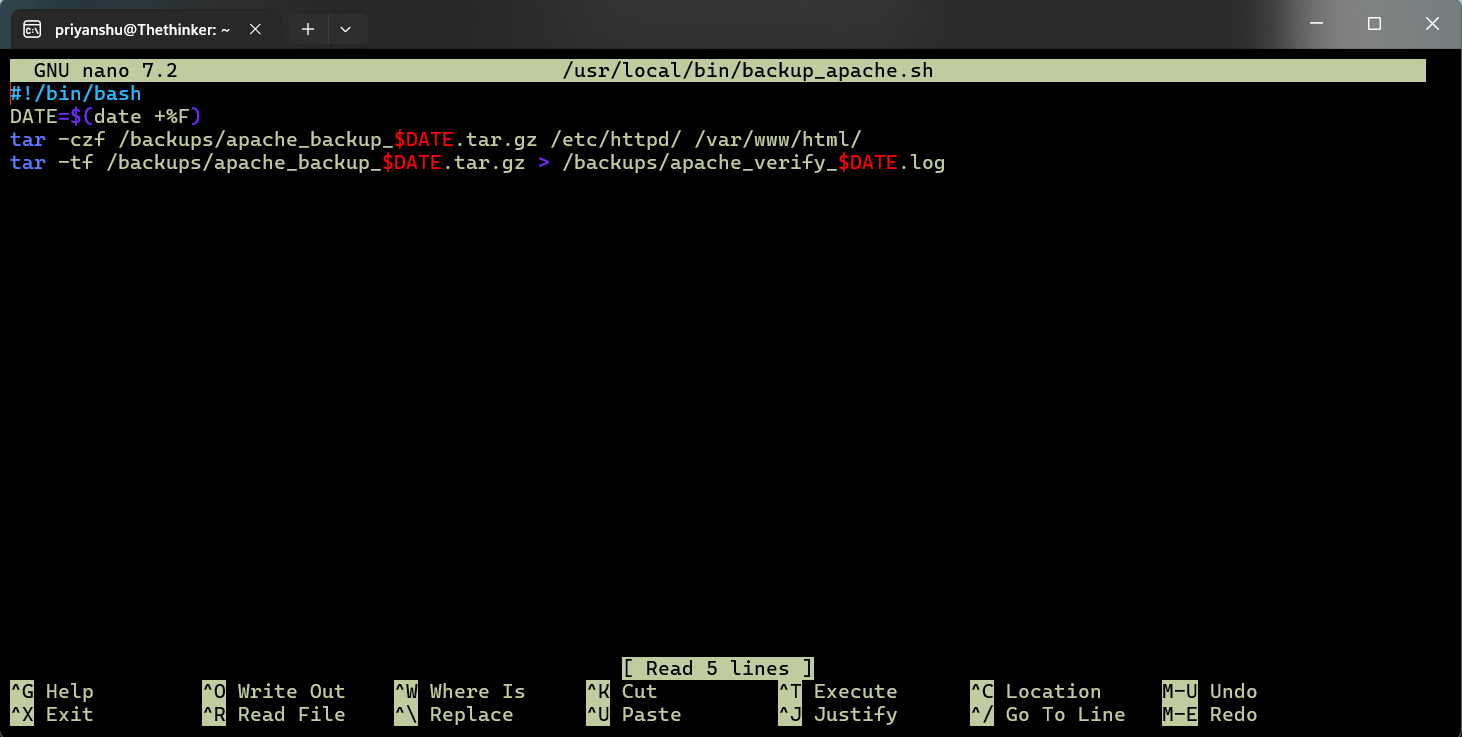 priyanshu@Thethinker: ~
GNU nano 7.2 /usr/local/bin/backup_apache.sh
#!/bin/bash
DATE=$(date +%F)
tar -czf /backups/apache_backup_$DATE.tar.gz /etc/httpd/ /var/www/html/
tar -tf /backups/apache_backup_$DATE.tar.gz > /backups/apache_verify_$DATE.log
[ Read 5 lines ]
^G Help ^O Write Out ^W Where Is ^K Cut ^T Execute ^C Location M-U Undo
^X Exit ^R Read File ^\ Replace ^U Paste ^J Justify ^/ Go To Line M-E Redo